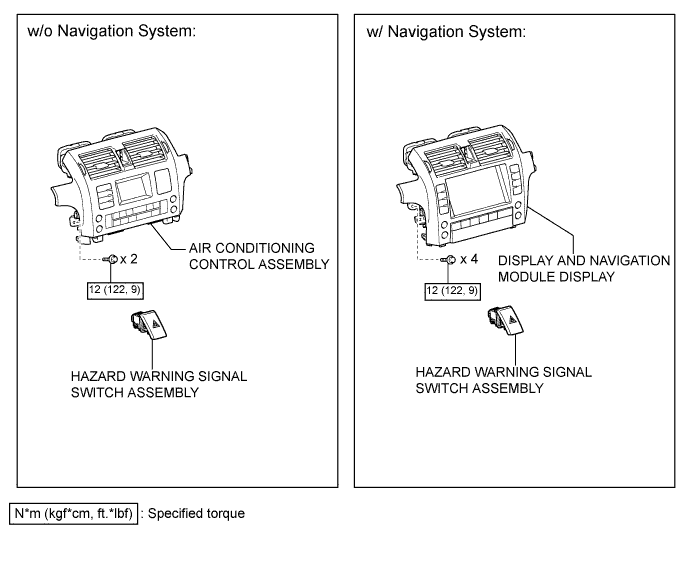 w/o Navigation System:
AIR CONDITIONING
CONTROL ASSEMBLY
x 2
12 (122, 9)
HAZARD WARNING SIGNAL
SWITCH ASSEMBLY
w/ Navigation System:
x 4
DISPLAY AND NAVIGATION
MODULE DISPLAY
12 (122, 9)
HAZARD WARNING SIGNAL
SWITCH ASSEMBLY
N*m (kgf*cm, ft.*lbf) : Specified torque